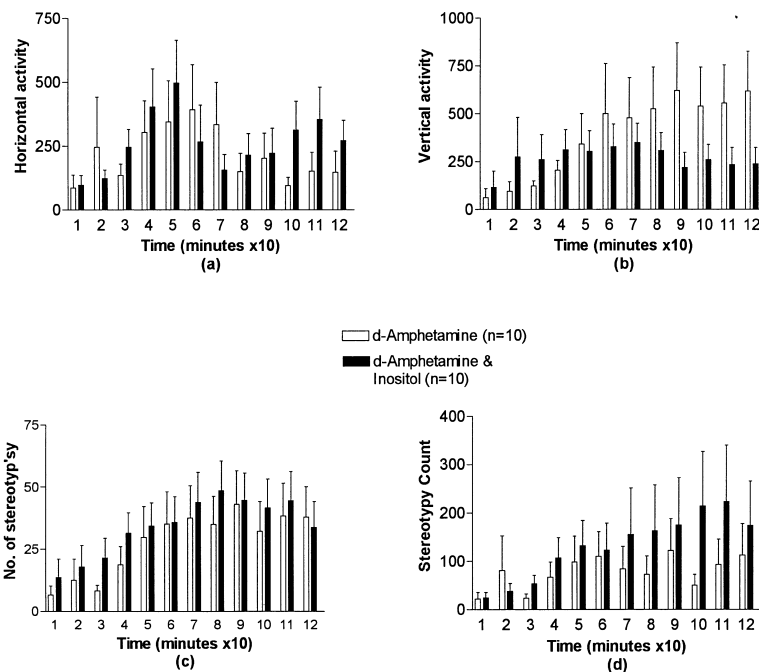 750
500
250
0
Horizontal activity
1 2 3 4 5 6 7 8 9 10 11 12
Time (minutes x10)
(a)
1000
750
500
250
0
Vertical activity
1 2 3 4 5 6 7 8 9 10 11 12
Time (minutes x10)
(b)
d-Amphetamine (n=10)
d-Amphetamine &
Inositol (n=10)
75
50
25
0
No. of stereotyp'sy
1 2 3 4 5 6 7 8 9 10 11 12
Time (minutes x10)
(c)
400
300
200
100
0
Stereotypy Count
1 2 3 4 5 6 7 8 9 10 11 12
Time (minutes x10)
(d)